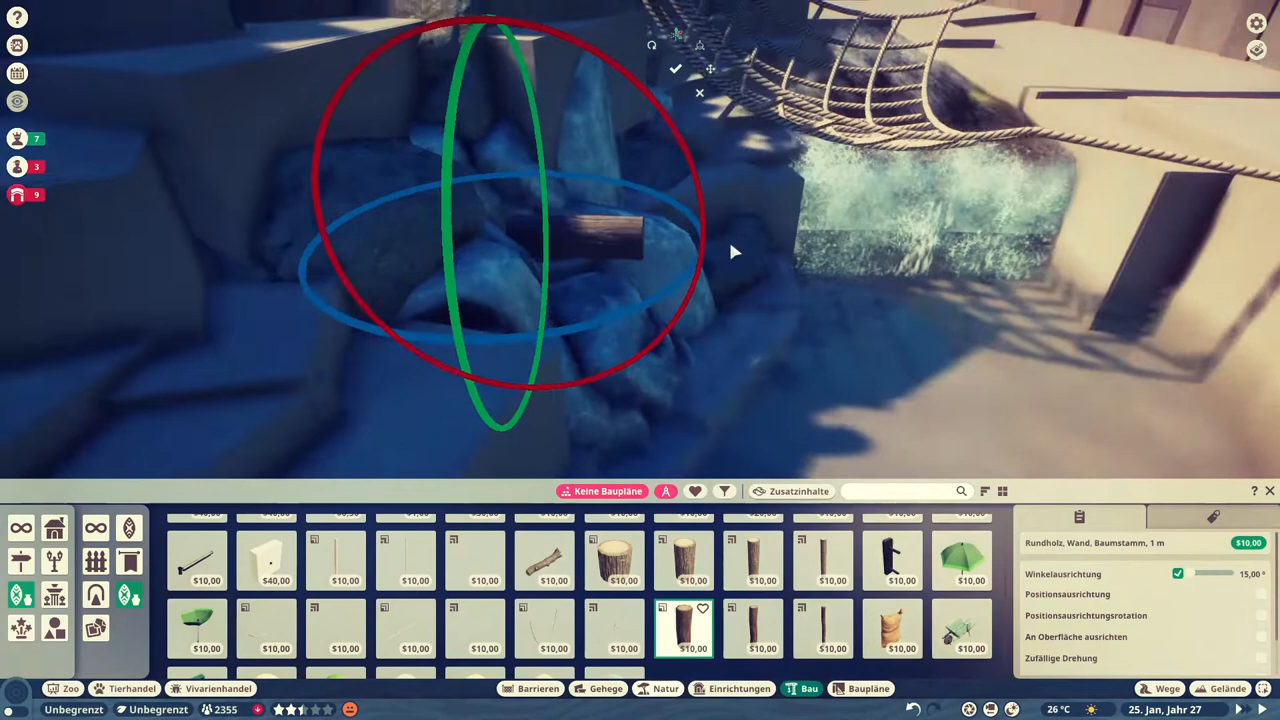 7
3
9
Keine Baupläne
Zusatzinhalte
?
$10,00 $40,00 $10,00 $10,00 $10,00 $10,00 $10,00 $10,00 $10,00 $10,00 $10,00 $10,00
$10,00 $10,00 $10,00 $10,00 $10,00 $10,00 $10,00 $10,00 $10,00 $10,00 $10,00 $10,00
Rundholz, Wand, Baumstamm, 1 m $10,00
Winkelausrichtung 15,00 °
Positionsausrichtung
Positionsausrichtungsrotation
An Oberfläche ausrichten
Zufällige Drehung
Zoo Tierhandel Vivarienhandel Barrieren Gehege Natur Einrichtungen Bau Baupläne Wege Gelände
Unbegrenzt Unbegrenzt 2355 26 °C 25. Jan, Jahr 27